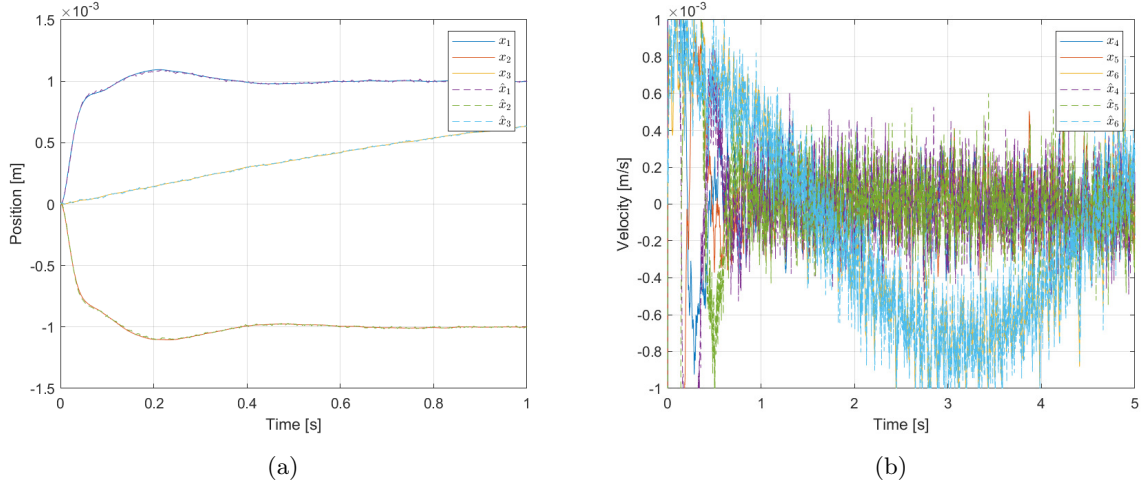 ×10⁻³
1.5
1
0.5
0
-0.5
-1
-1.5
Position [m]
0
0.2
0.4
0.6
0.8
1
Time [s]
x₁
x₂
x₃
x̂₁
x̂₂
x̂₃
(a)
×10⁻³
1
0.8
0.6
0.4
0.2
0
-0.2
-0.4
-0.6
-0.8
-1
Velocity [m/s]
0
1
2
3
4
5
Time [s]
x₄
x₅
x₆
x̂₄
x̂₅
x̂₆
(b)